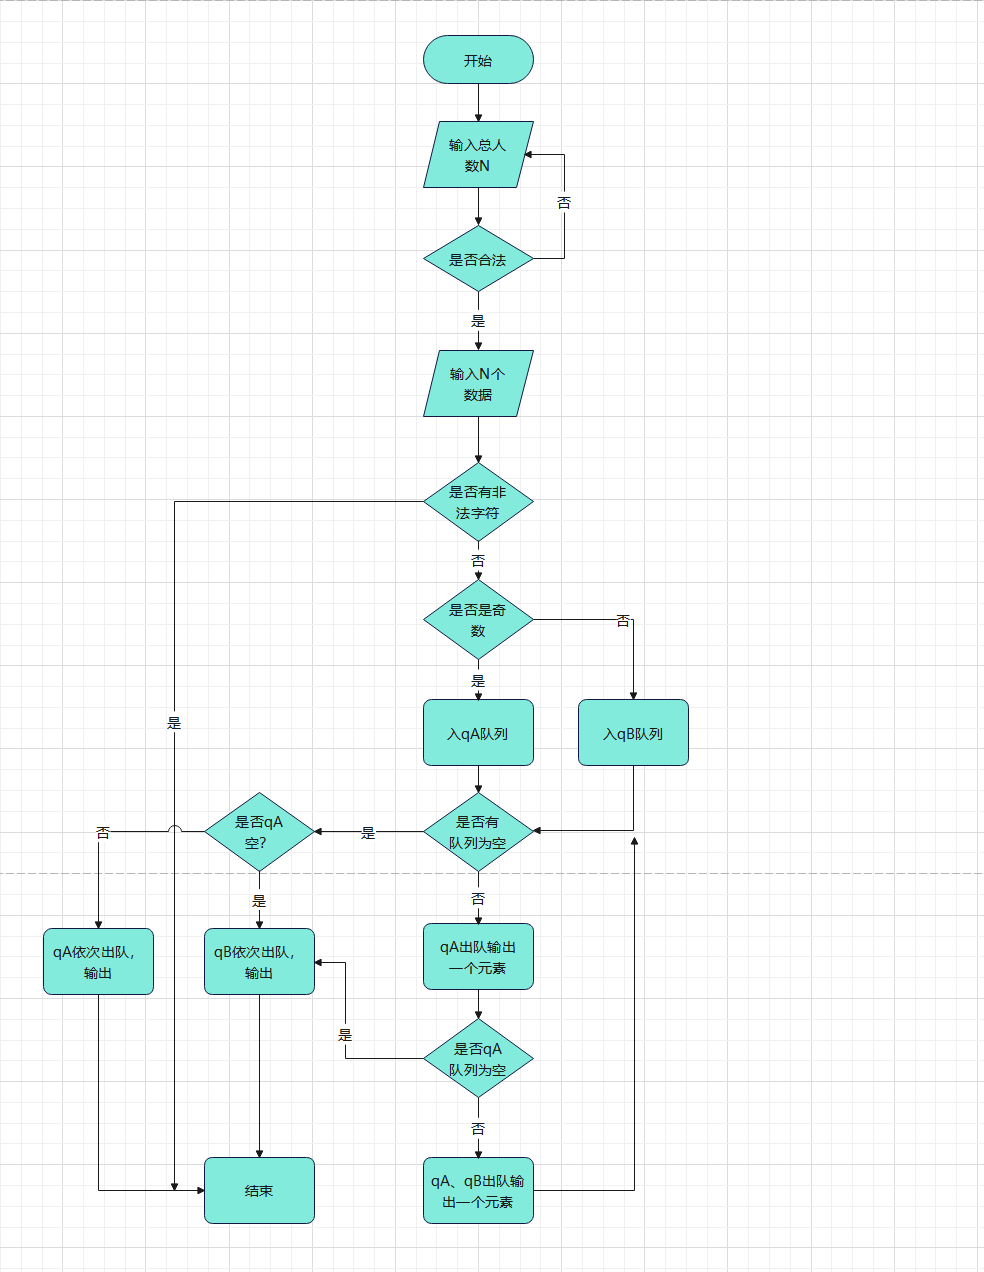 开始
输入总人
数N
否
是否合法
是
输入N个
数据
是否有非
法字符
否
是否是奇
数
否
是
入qA队列
入qB队列
是
是否有
队列为空
是
是否qA
空?
否
否
是
qA出队输出
一个元素
qA依次出队，
输出
qB依次出队，
输出
是
是否qA
队列为空
否
qA、qB出队输
出一个元素
结束